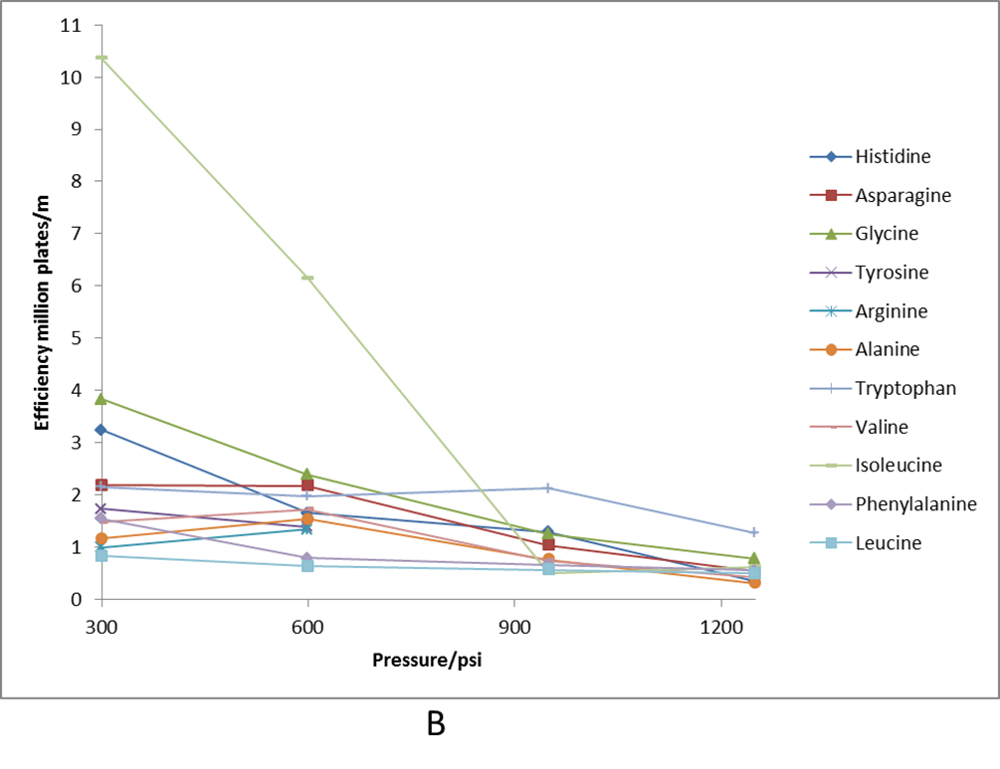 11
10
9
8
7
6
5
4
3
2
1
0
Efficiency million plates/m
300 600 900 1200
Pressure/psi
Histidine
Asparagine
Glycine
Tyrosine
Arginine
Alanine
Tryptophan
Valine
Isoleucine
Phenylalanine
Leucine
B